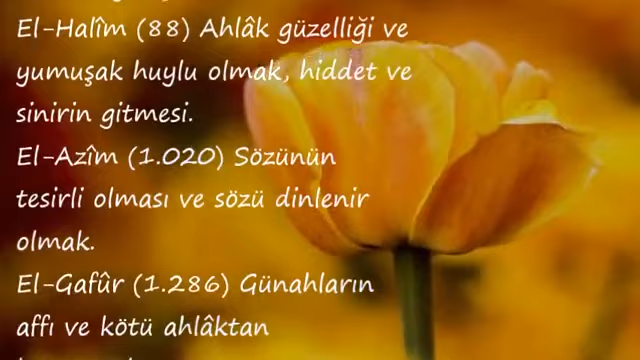 El-Halîm (88) Ahlâk güzelliği ve
yumuşak huylu olmak, hiddet ve
sinirin gitmesi.
El-Azîm (1.020) Sözünün
tesirli olması ve sözü dinlenir
olmak.
El-Gafûr (1.286) Günahların
affı ve kötü ahlâktan